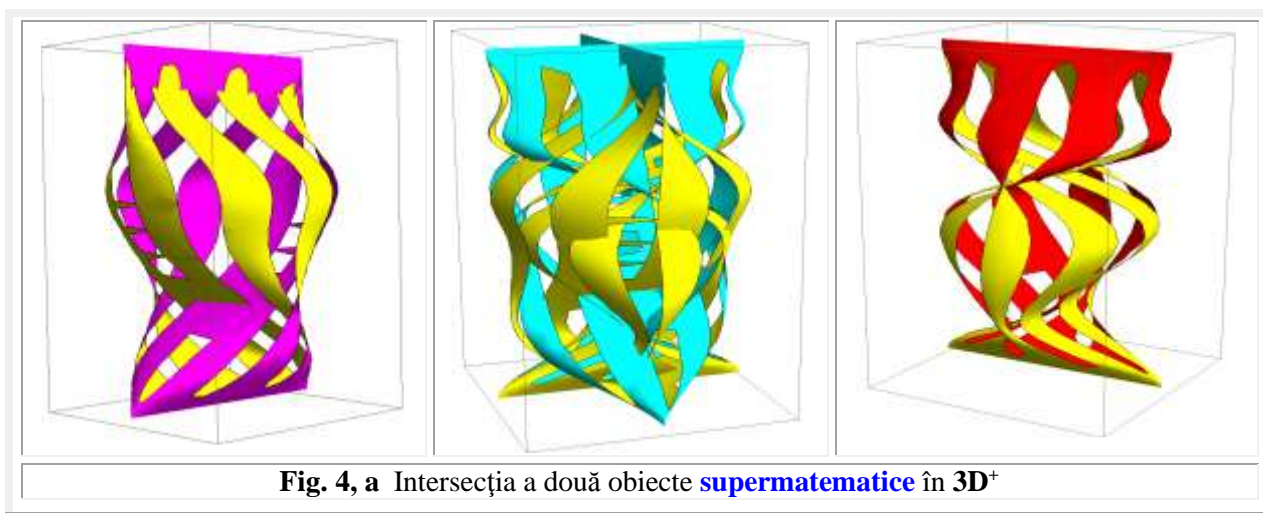 Fig. 4, a Intersecţia a două obiecte supermatematice în 3D⁺